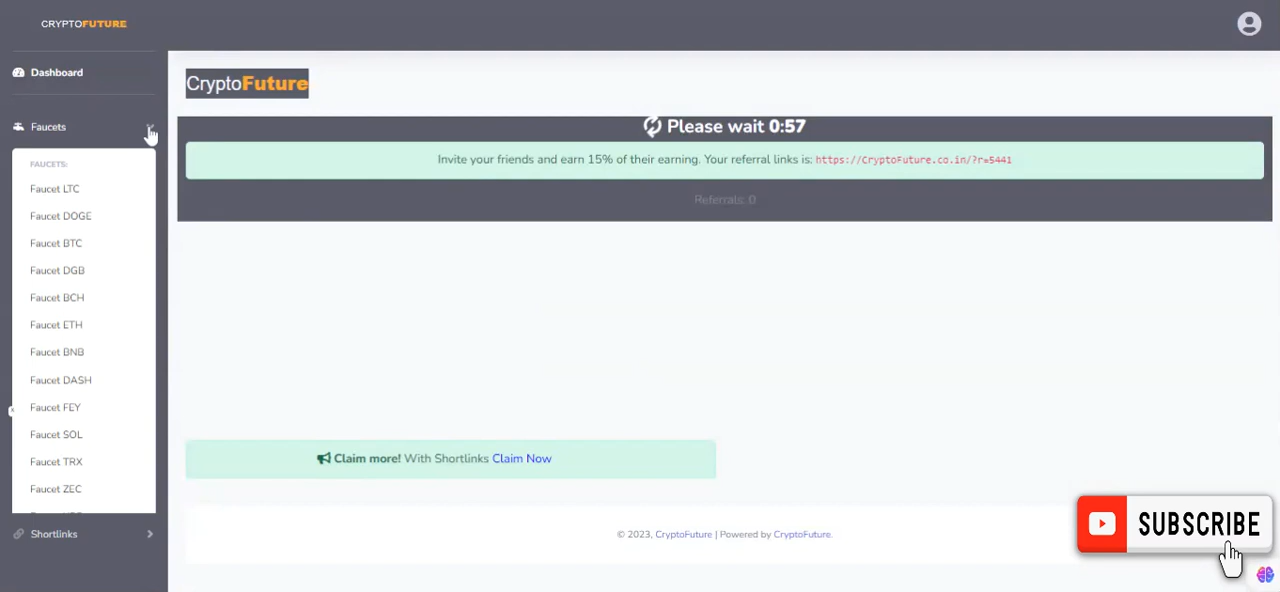 CRYPTOFUTURE
Dashboard
Faucets
FAUCETS:
Faucet LTC
Faucet DOGE
Faucet BTC
Faucet DGB
Faucet BCH
Faucet ETH
Faucet BNB
Faucet DASH
Faucet FEY
Faucet SOL
Faucet TRX
Faucet ZEC
Shortlinks
CryptoFuture
Please wait 0:57
Invite your friends and earn 15% of their earning. Your referral links is: https://CryptoFuture.co.in/?r=5441
Referrals: 0
Claim more! With Shortlinks Claim Now
© 2023, CryptoFuture | Powered by CryptoFuture.
SUBSCRIBE